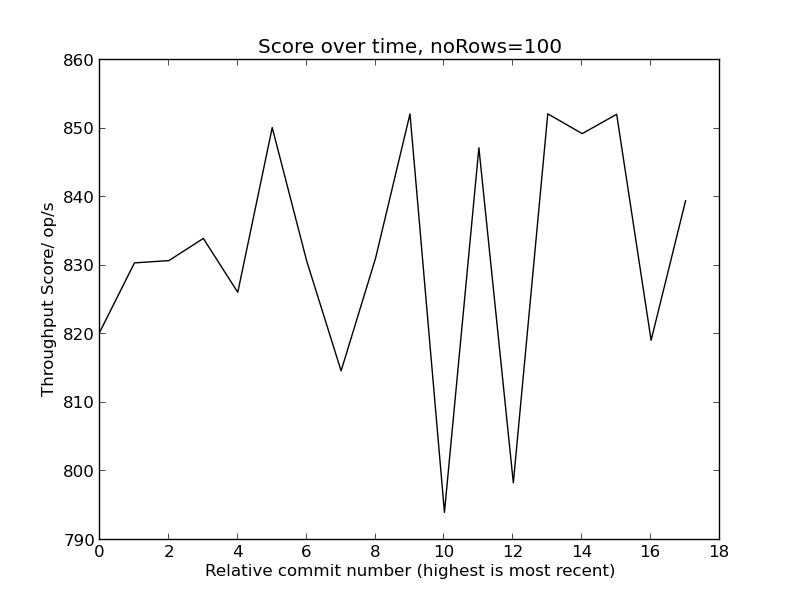 Score over time, noRows=100
860
850
840
830
820
810
800
790
Throughput Score/ op/s
0 2 4 6 8 10 12 14 16 18
Relative commit number (highest is most recent)